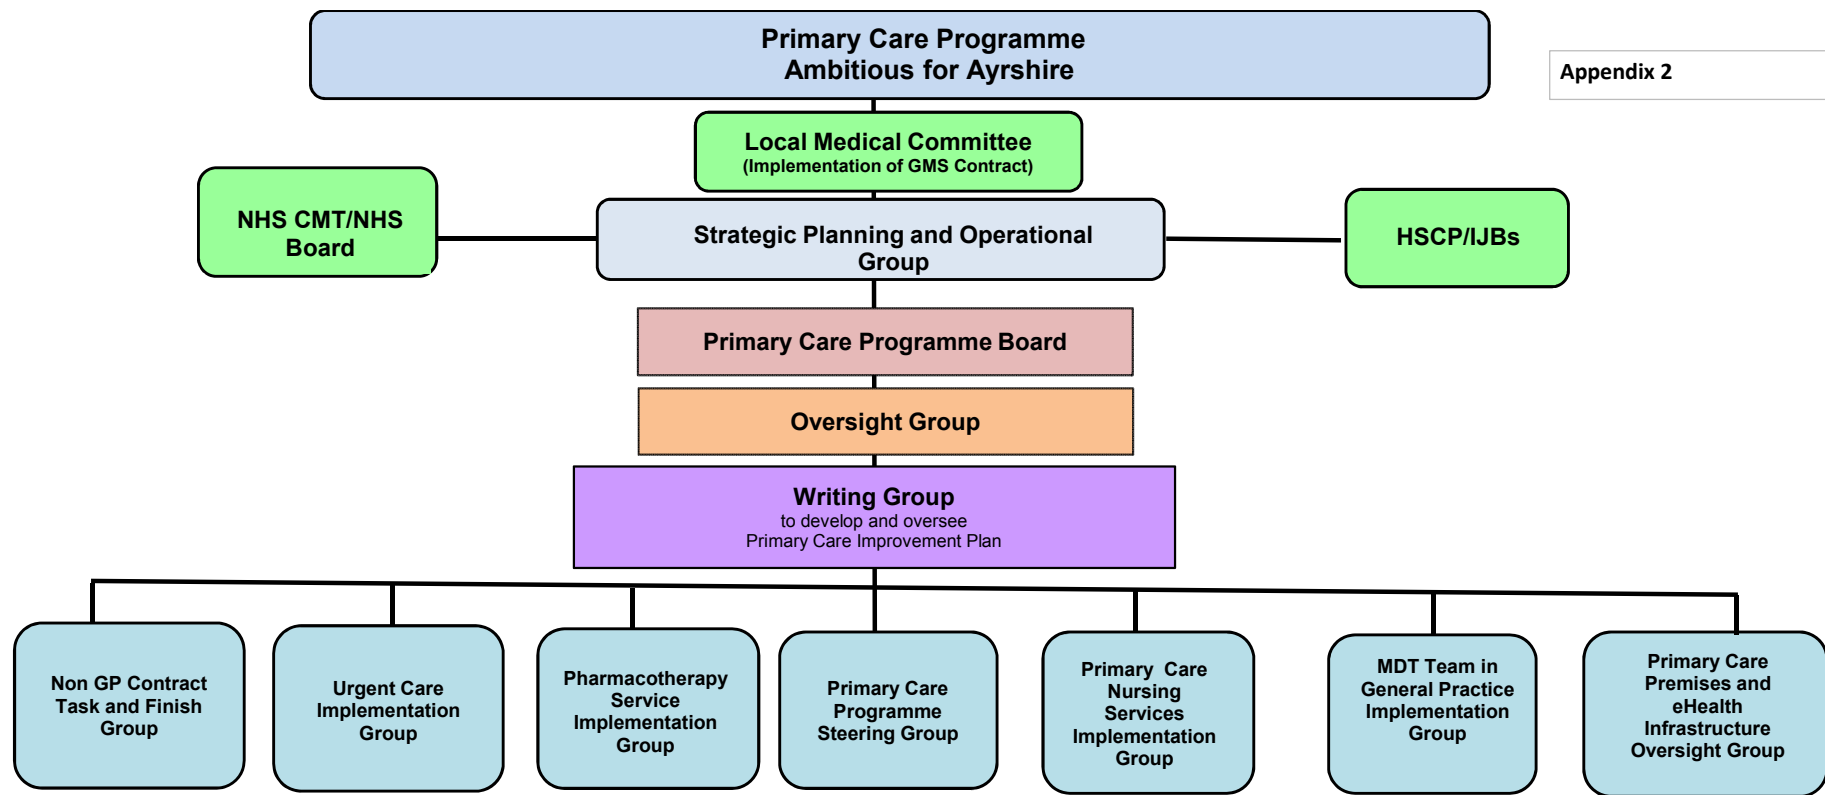 Primary Care Programme
Ambitious for Ayrshire
Appendix 2
Local Medical Committee
(Implementation of GMS Contract)
NHS CMT/NHS
Board
Strategic Planning and Operational
Group
HSCP/IJBs
Primary Care Programme Board
Oversight Group
Writing Group
to develop and oversee
Primary Care Improvement Plan
Non GP Contract
Task and Finish
Group
Urgent Care
Implementation
Group
Pharmacotherapy
Service
Implementation
Group
Primary Care
Programme
Steering Group
Primary Care
Nursing
Services
Implementation
Group
MDT Team in
General Practice
Implementation
Group
Primary Care
Premises and
eHealth
Infrastructure
Oversight Group